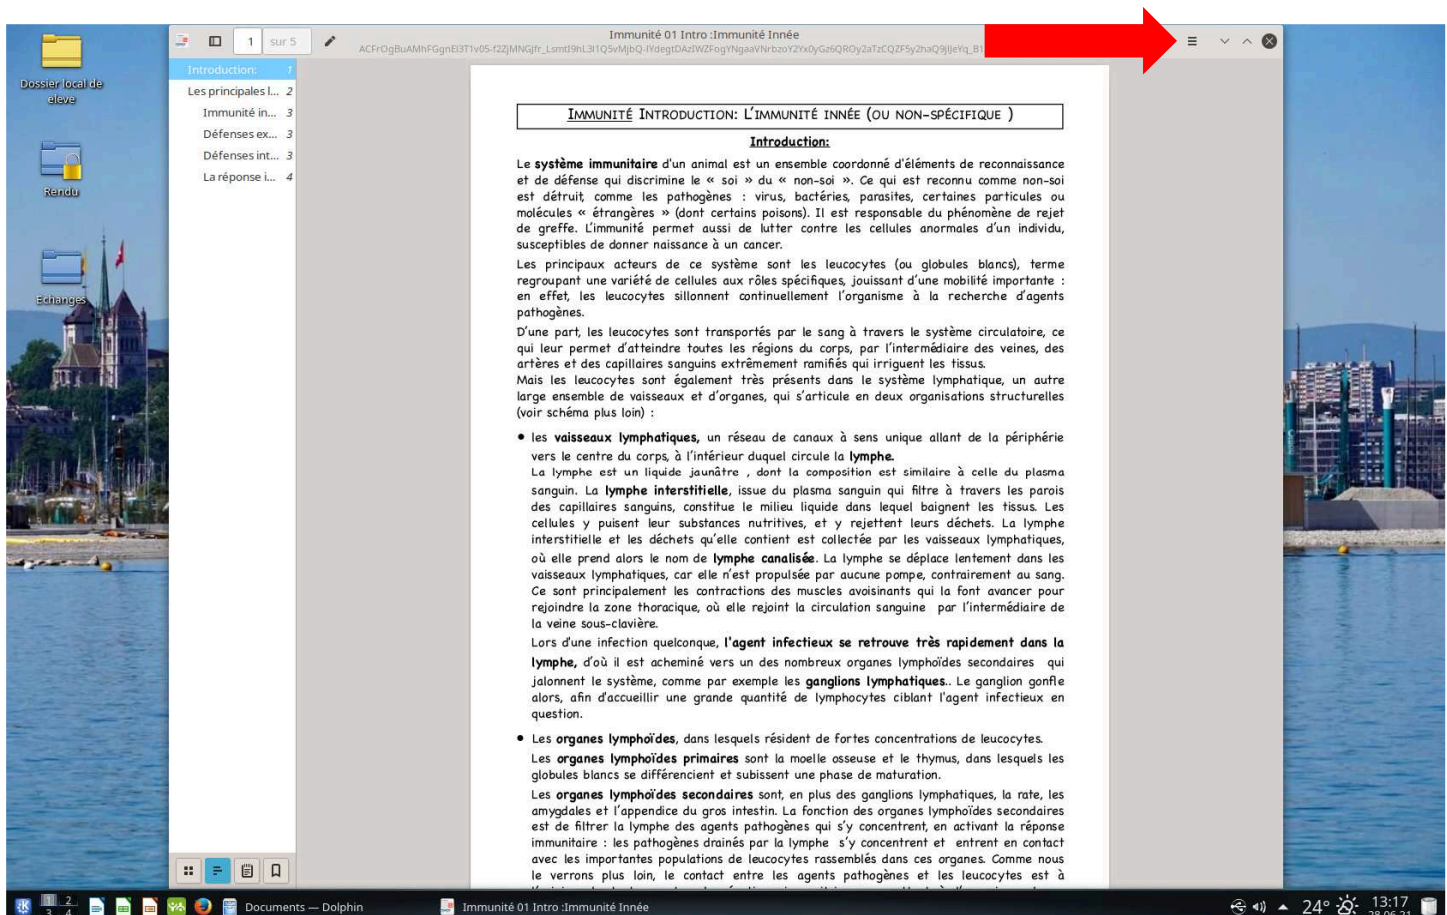 Dossier local de
eleve
Rendu
Echanges
1 sur 5
Immunité 01 Intro :Immunité Innée
Introduction: 1
Les principales l... 2
Immunité in... 3
Défenses ex... 3
Défenses int... 3
La réponse i... 4
IMMUNITÉ INTRODUCTION: L'IMMUNITÉ INNÉE (OU NON-SPÉCIFIQUE )
Introduction:
Le système immunitaire d'un animal est un ensemble coordonné d'éléments de reconnaissance
et de défense qui discrimine le « soi » du « non-soi ». Ce qui est reconnu comme non-soi
est détruit, comme les pathogènes : virus, bactéries, parasites, certaines particules ou
molécules « étrangères » (dont certains poisons). Il est responsable du phénomène de rejet
de greffe. L'immunité permet aussi de lutter contre les cellules anormales d'un individu,
susceptibles de donner naissance à un cancer.
Les principaux acteurs de ce système sont les leucocytes (ou globules blancs), terme
regroupant une variété de cellules aux rôles spécifiques, jouissant d'une mobilité importante :
en effet, les leucocytes sillonnent continuellement l'organisme à la recherche d'agents
pathogènes.
D'une part, les leucocytes sont transportés par le sang à travers le système circulatoire, ce
qui leur permet d'atteindre toutes les régions du corps, par l'intermédiaire des veines, des
artères et des capillaires sanguins extrêmement ramifiés qui irriguent les tissus.
Mais les leucocytes sont également très présents dans le système lymphatique, un autre
large ensemble de vaisseaux et d'organes, qui s'articule en deux organisations structurelles
(voir schéma plus loin) :
• les vaisseaux lymphatiques, un réseau de canaux à sens unique allant de la périphérie
vers le centre du corps, à l'intérieur duquel circule la lymphe.
La lymphe est un liquide jaunâtre , dont la composition est similaire à celle du plasma
sanguin. La lymphe interstitielle, issue du plasma sanguin qui filtre à travers les parois
des capillaires sanguins, constitue le milieu liquide dans lequel baignent les tissus. Les
cellules y puisent leur substances nutritives, et y rejettent leurs déchets. La lymphe
interstitielle et les déchets qu'elle contient est collectée par les vaisseaux lymphatiques,
où elle prend alors le nom de lymphe canalisée. La lymphe se déplace lentement dans les
vaisseaux lymphatiques, car elle n'est propulsée par aucune pompe, contrairement au sang.
Ce sont principalement les contractions des muscles avoisinants qui la font avancer pour
rejoindre la zone thoracique, où elle rejoint la circulation sanguine par l'intermédiaire de
la veine sous-clavière.
Lors d'une infection quelconque, l'agent infectieux se retrouve très rapidement dans la
lymphe, d'où il est acheminé vers un des nombreux organes lymphoïdes secondaires qui
jalonnent le système, comme par exemple les ganglions lymphatiques.. Le ganglion gonfle
alors, afin d'accueillir une grande quantité de lymphocytes ciblant l'agent infectieux en
question.
• Les organes lymphoïdes, dans lesquels résident de fortes concentrations de leucocytes.
Les organes lymphoïdes primaires sont la moelle osseuse et le thymus, dans lesquels les
globules blancs se différencient et subissent une phase de maturation.
Les organes lymphoïdes secondaires sont, en plus des ganglions lymphatiques, la rate, les
amygdales et l'appendice du gros intestin. La fonction des organes lymphoïdes secondaires
est de filtrer la lymphe des agents pathogènes qui s'y concentrent, en activant la réponse
immunitaire : les pathogènes drainés par la lymphe s'y concentrent et entrent en contact
avec les importantes populations de leucocytes rassemblés dans ces organes. Comme nous
le verrons plus loin, le contact entre les agents pathogènes et les leucocytes est à
1 2
3 4
Documents — Dolphin
Immunité 01 Intro :Immunité Innée
24°
13:17
28.06.21